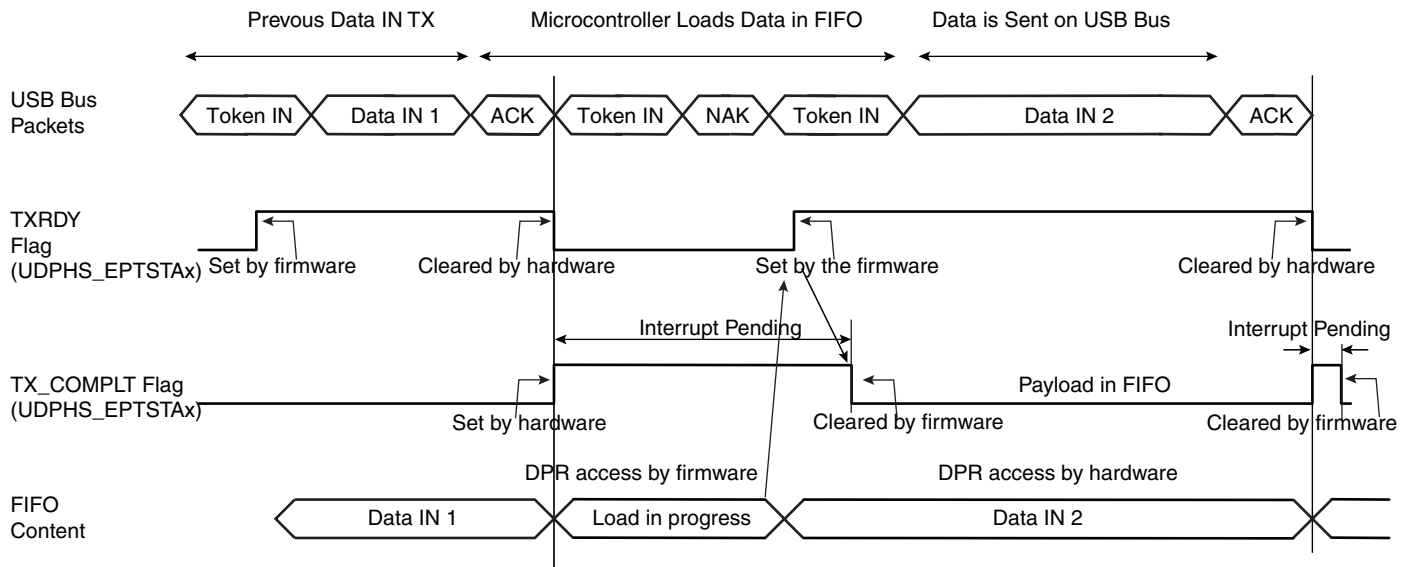 Prevous Data IN TX
Microcontroller Loads Data in FIFO
Data is Sent on USB Bus
USB Bus
Packets
Token IN
Data IN 1
ACK
Token IN
NAK
Token IN
Data IN 2
ACK
TXRDY
Flag
(UDPHS_EPTSTAx)
Set by firmware
Cleared by hardware
Set by the firmware
Cleared by hardware
Interrupt Pending
Interrupt Pending
TX_COMPLT Flag
(UDPHS_EPTSTAx)
Payload in FIFO
Set by hardware
Cleared by firmware
Cleared by firmware
DPR access by firmware
DPR access by hardware
FIFO
Content
Data IN 1
Load in progress
Data IN 2